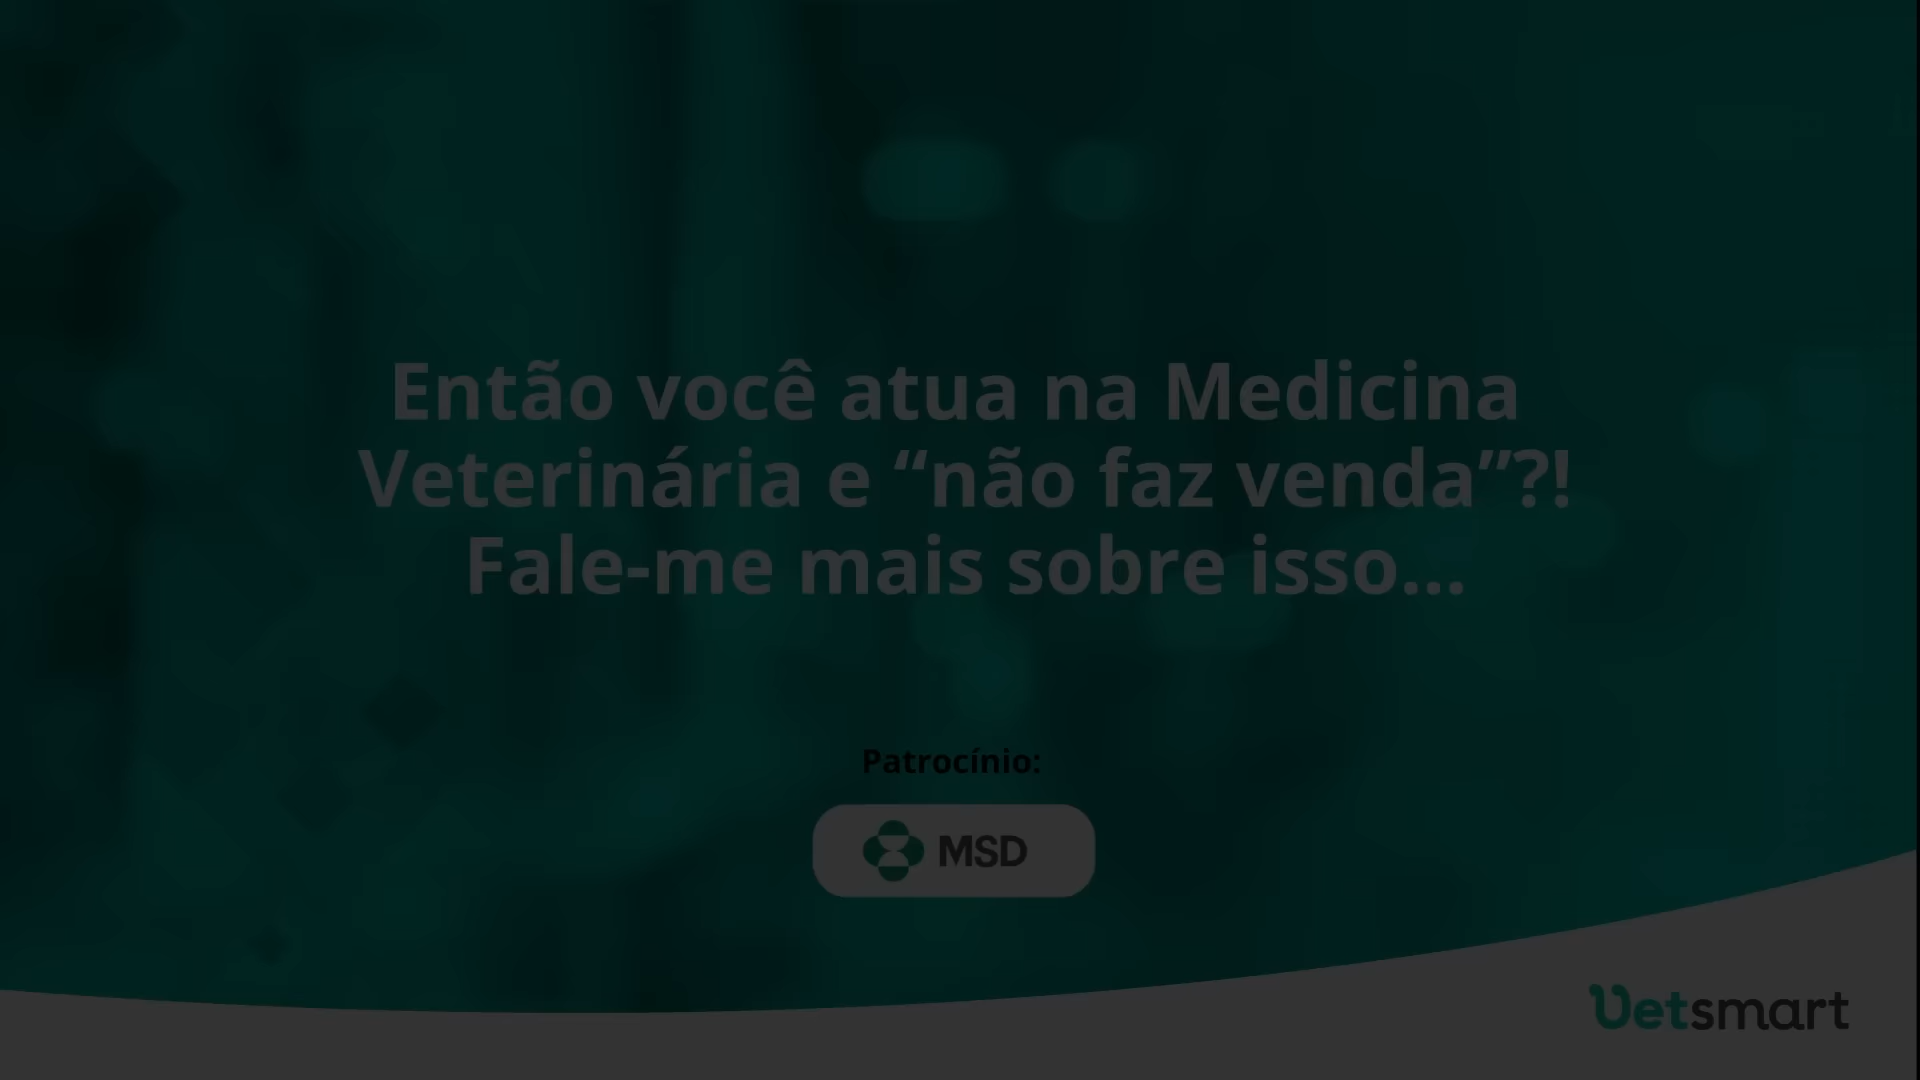 Então você atua na Medicina
Veterinária e “não faz venda”?!
Fale-me mais sobre isso...
Patrocínio:
MSD
Vetsmart